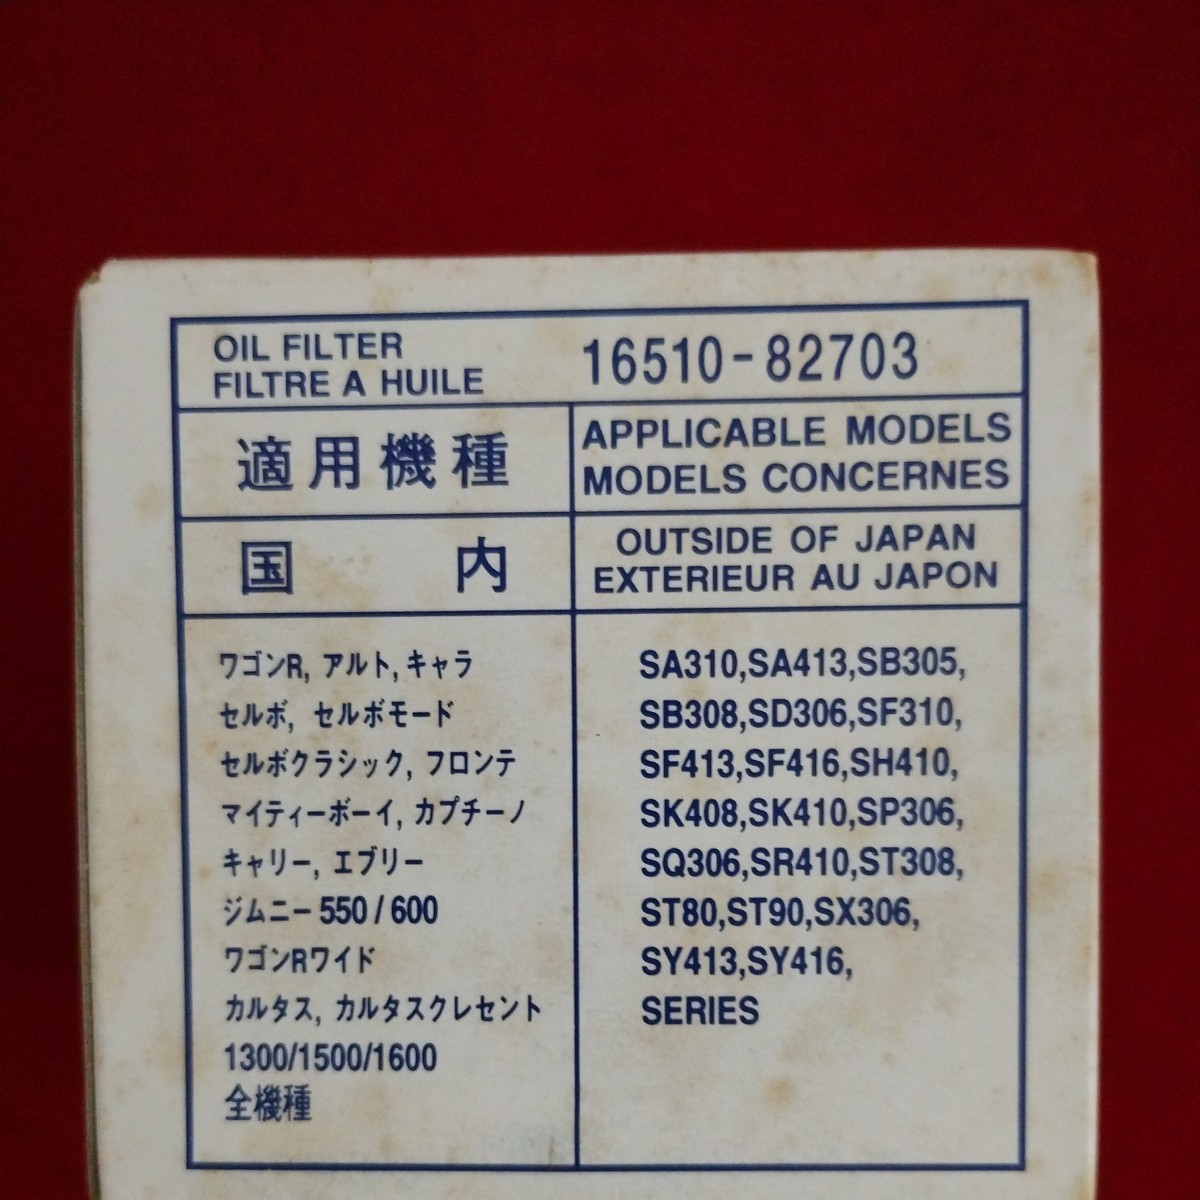 OIL FILTER
FILTRE A HUILE
16510-82703
適用機種
APPLICABLE MODELS
MODELS CONCERNES
国内
OUTSIDE OF JAPAN
EXTERIEUR AU JAPON
ワゴンR, アルト, キャラ
セルボ, セルボモード
セルボクラシック, フロンテ
マイティーボーイ, カプチーノ
キャリー, エブリー
ジムニー 550 / 600
ワゴンRワイド
カルタス, カルタスクレセント
1300/1500/1600
全機種
SA310,SA413,SB305,
SB308,SD306,SF310,
SF413,SF416,SH410,
SK408,SK410,SP306,
SQ306,SR410,ST308,
ST80,ST90,SX306,
SY413,SY416,
SERIES